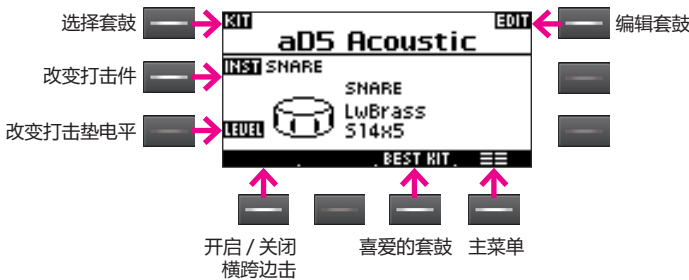 选择套鼓
KIT
EDIT
编辑套鼓
aD5 Acoustic
改变打击件
INST SNARE
SNARE
LwBrass
S14x5
改变打击垫电平
LEVEL
BEST KIT
开启 / 关闭
横跨边击
喜爱的套鼓
主菜单